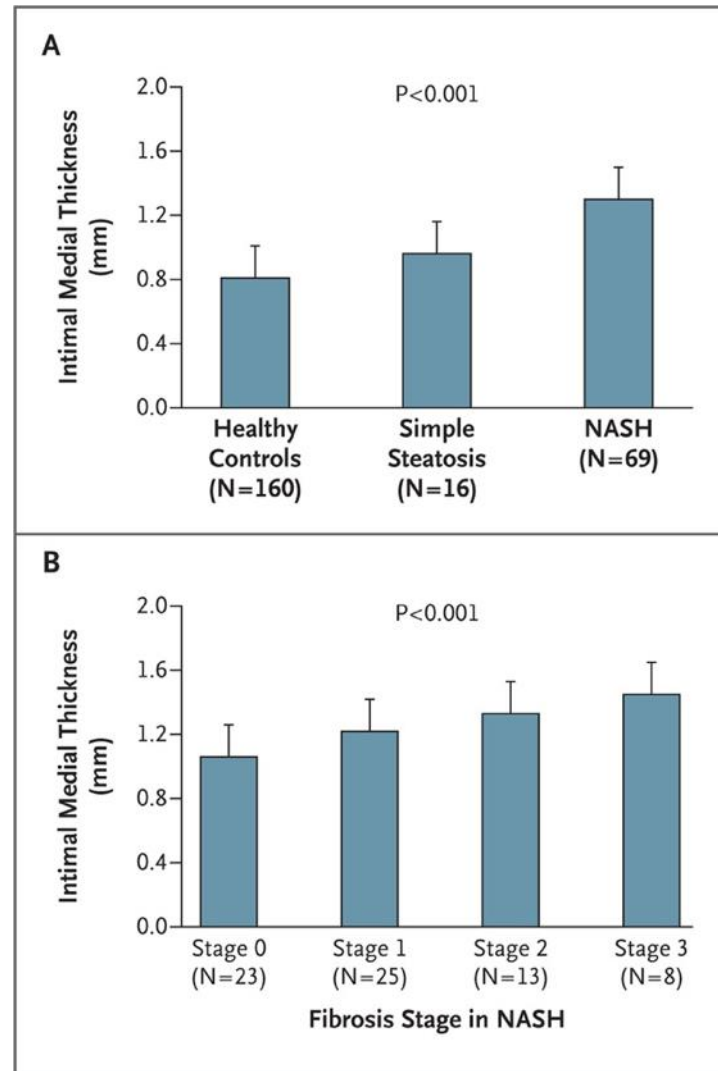 A
P<0.001
Intimal Medial Thickness
(mm)
2.0
1.6
1.2
0.8
0.4
0.0
Healthy
Controls
(N=160)
Simple
Steatosis
(N=16)
NASH
(N=69)
B
P<0.001
Intimal Medial Thickness
(mm)
2.0
1.6
1.2
0.8
0.4
0.0
Stage 0
(N=23)
Stage 1
(N=25)
Stage 2
(N=13)
Stage 3
(N=8)
Fibrosis Stage in NASH